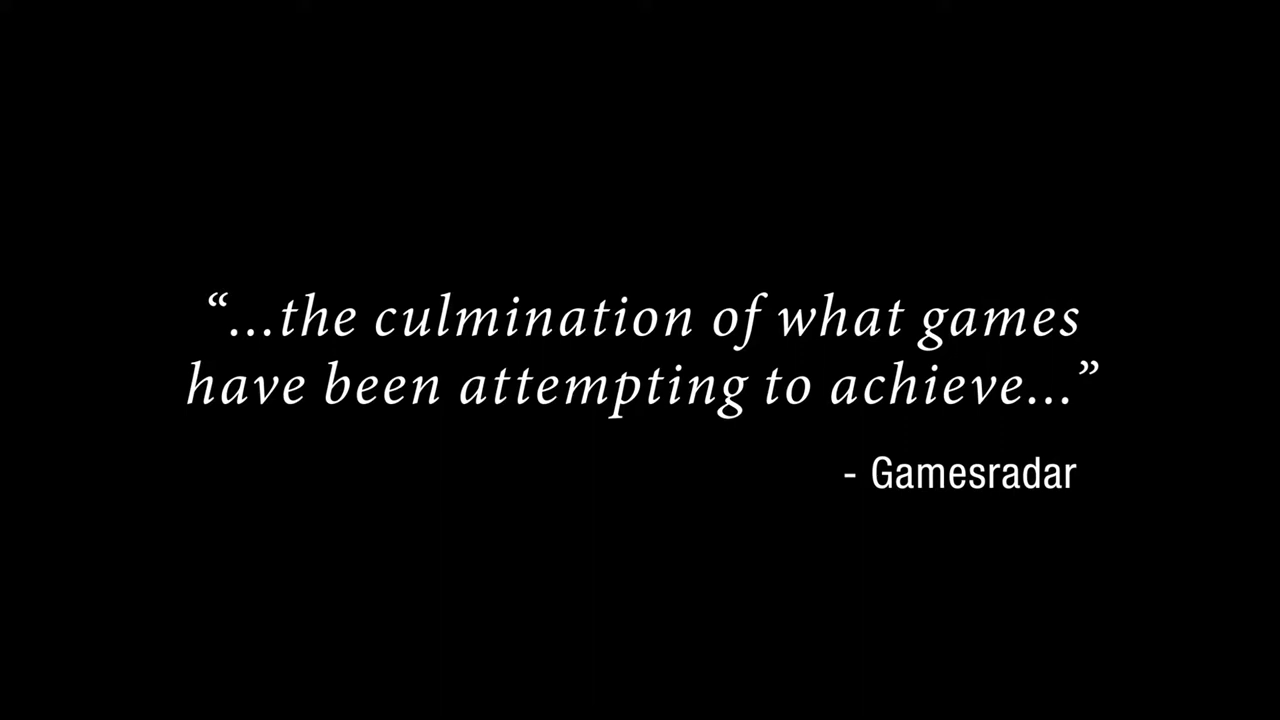 “...the culmination of what games
have been attempting to achieve...”
- Gamesradar